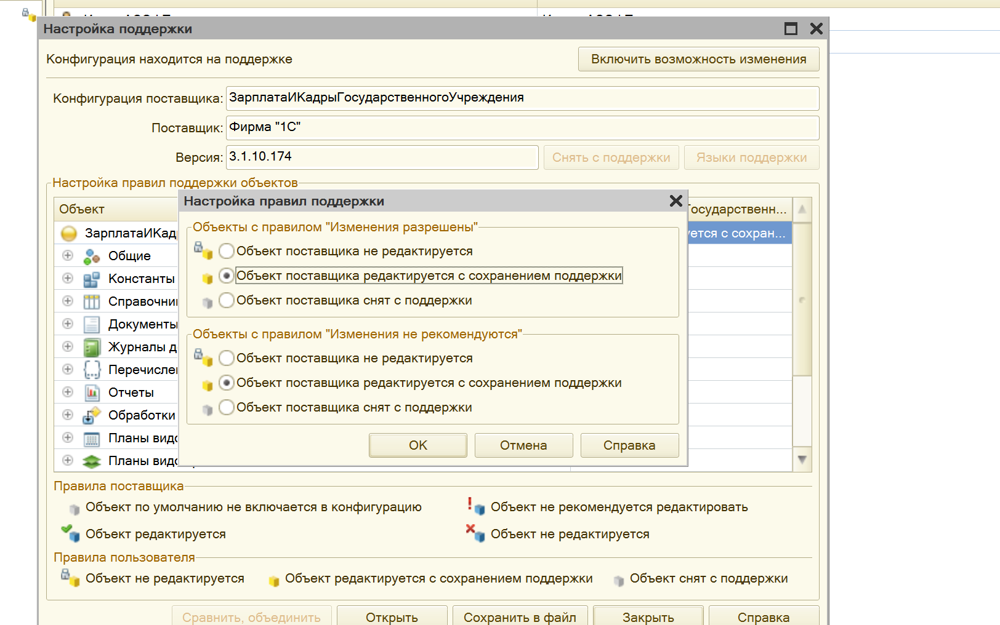 Настройка поддержки
Конфигурация находится на поддержке
Включить возможность изменения
Конфигурация поставщика: ЗарплатаИКадрыГосударственногоУчреждения
Поставщик: Фирма "1С"
Версия: 3.1.10.174
Снять с поддержки
Языки поддержки
Настройка правил поддержки объектов
Объект
Государственн...
ЗарплатаИКад
ется с сохран...
Общие
Константы
Справочни
Документы
Журналы д
Перечисле
Отчеты
Обработки
Планы вид
Планы видо
Настройка правил поддержки
Объекты с правилом "Изменения разрешены"
Объект поставщика не редактируется
Объект поставщика редактируется с сохранением поддержки
Объект поставщика снят с поддержки
Объекты с правилом "Изменения не рекомендуются"
Объект поставщика не редактируется
Объект поставщика редактируется с сохранением поддержки
Объект поставщика снят с поддержки
ОК
Отмена
Справка
Правила поставщика
Объект по умолчанию не включается в конфигурацию
Объект не рекомендуется редактировать
Объект редактируется
Объект не редактируется
Правила пользователя
Объект не редактируется
Объект редактируется с сохранением поддержки
Объект снят с поддержки
Сравнить, объединить
Открыть
Сохранить в файл
Закрыть
Справка